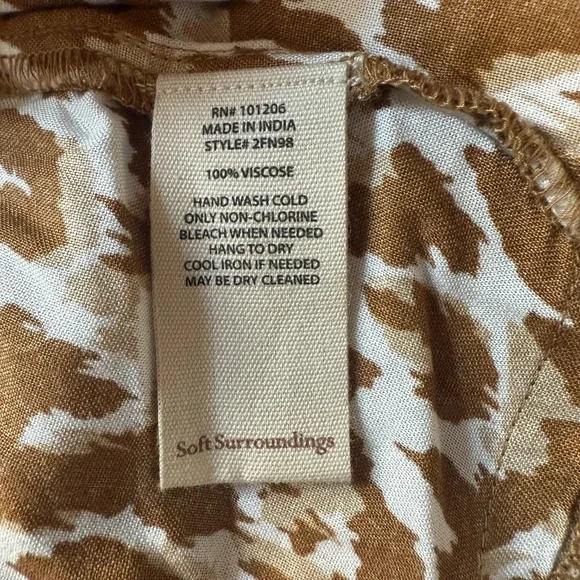 RN# 101206
MADE IN INDIA
STYLE# 2FN98
100% VISCOSE
HAND WASH COLD
ONLY NON-CHLORINE
BLEACH WHEN NEEDED
HANG TO DRY
COOL IRON IF NEEDED
MAY BE DRY CLEANED
Soft Surroundings